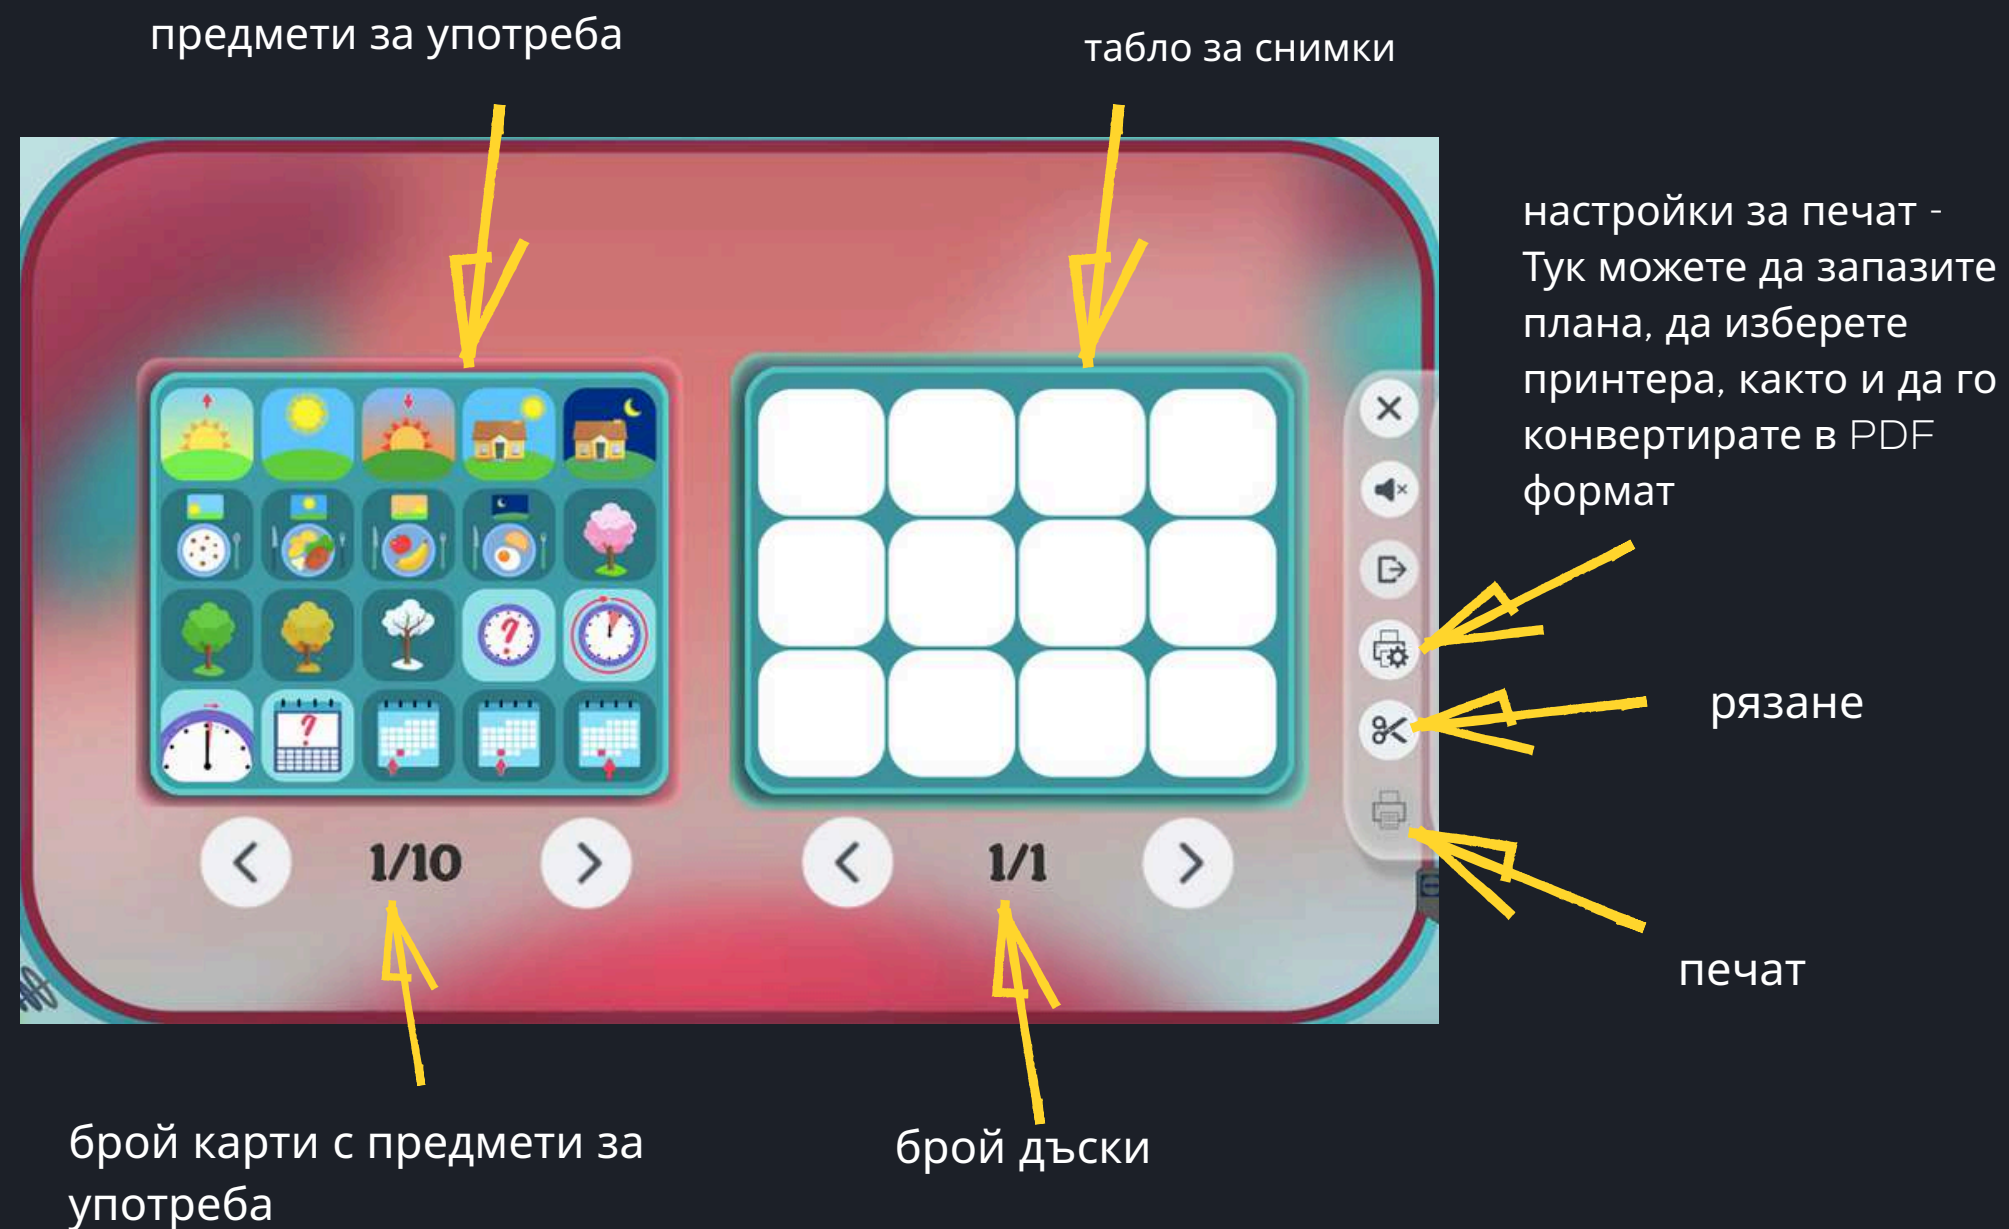 предмети за употреба
табло за снимки
настройки за печат -
Тук можете да запазите
плана, да изберете
принтера, както и да го
конвертирате в PDF
формат
рязане
печат
1/10
1/1
брой карти с предмети за
употреба
брой дъски